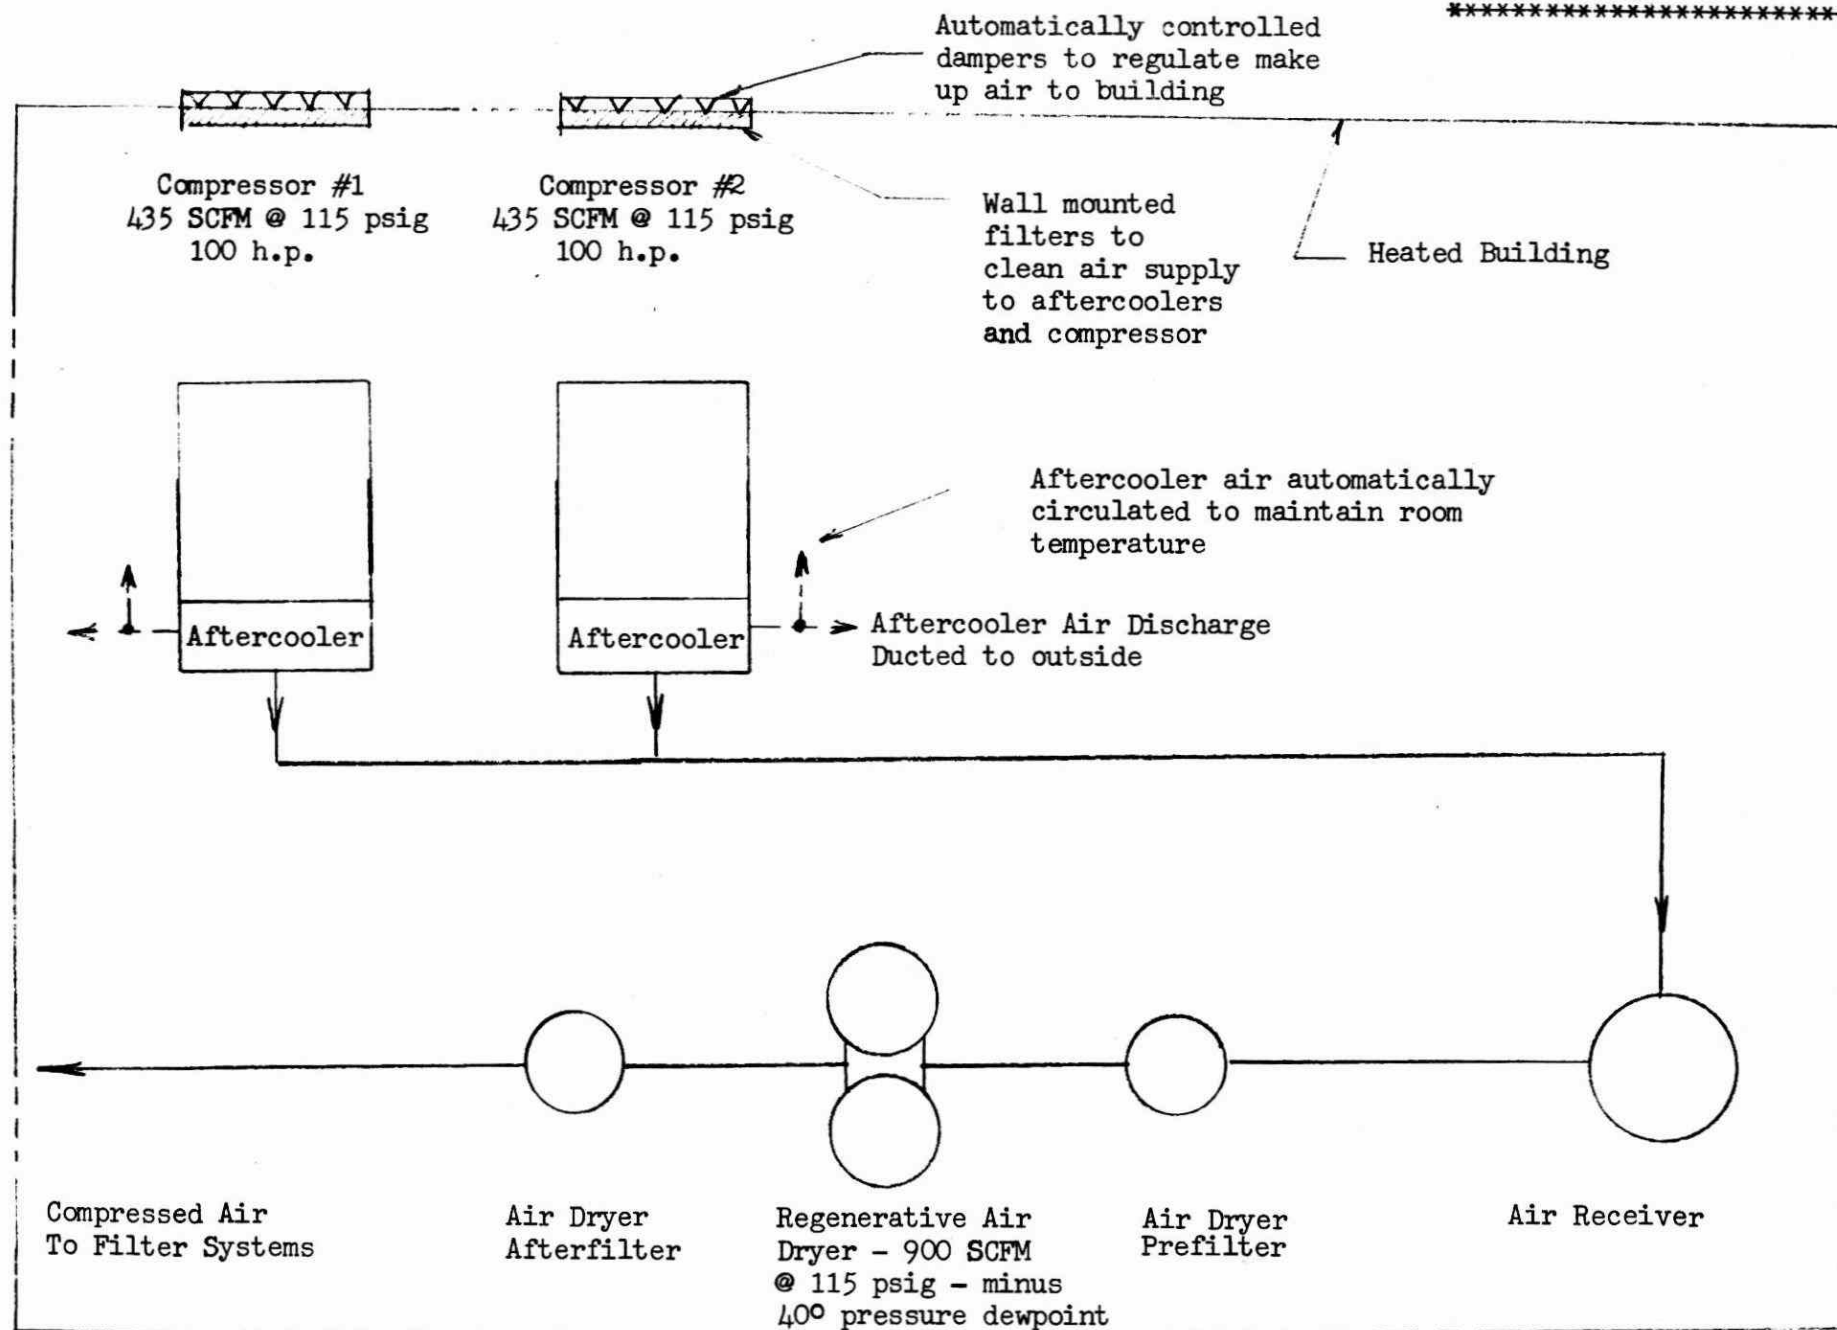 ************************
Automatically controlled
dampers to regulate make
up air to building
Compressor #1
435 SCFM @ 115 psig
100 h.p.
Compressor #2
435 SCFM @ 115 psig
100 h.p.
Wall mounted
filters to
clean air supply
to aftercoolers
and compressor
Heated Building
Aftercooler air automatically
circulated to maintain room
temperature
Aftercooler
Aftercooler
Aftercooler Air Discharge
Ducted to outside
Compressed Air
To Filter Systems
Air Dryer
Afterfilter
Regenerative Air
Dryer - 900 SCFM
@ 115 psig - minus
40° pressure dewpoint
Air Dryer
Prefilter
Air Receiver